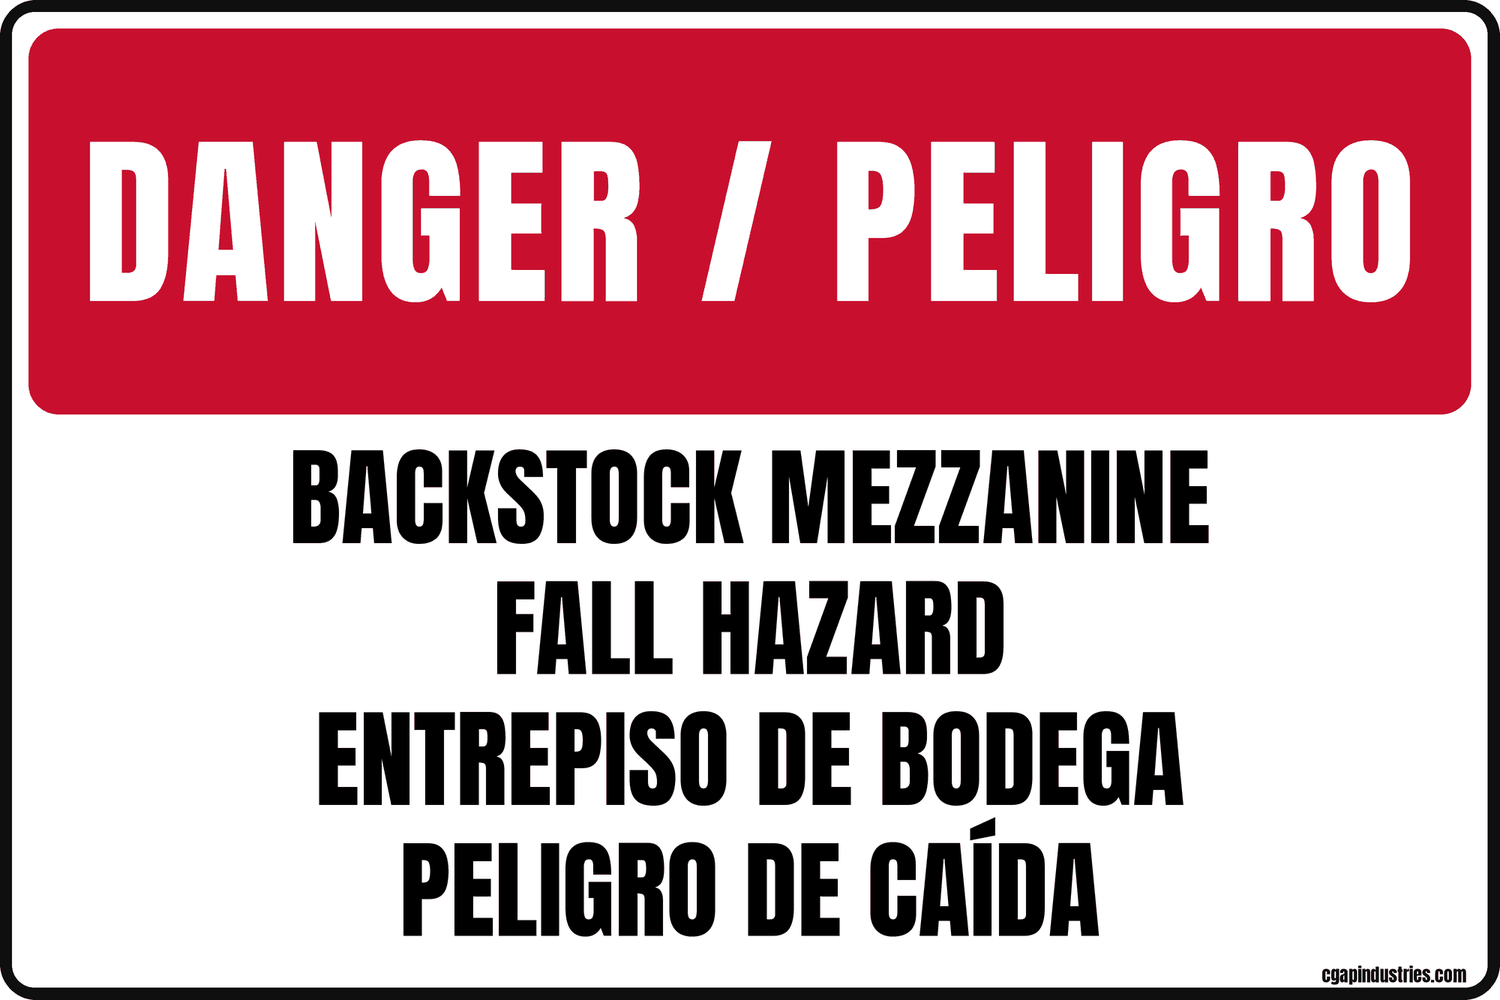 DANGER / PELIGRO
BACKSTOCK MEZZANINE
FALL HAZARD
ENTREPISO DE BODEGA
PELIGRO DE CAÍDA
cgapindustries.com